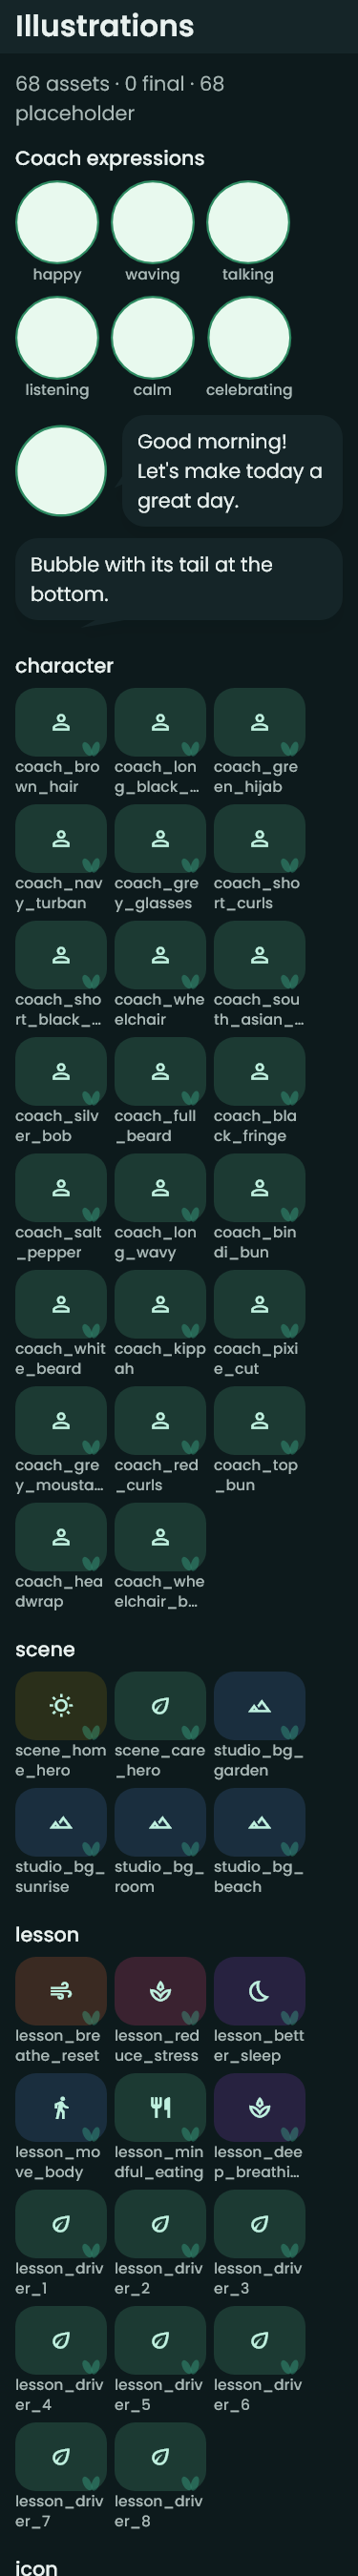 Illustrations
68 assets · 0 final · 68
placeholder
Coach expressions
happy
waving
talking
listening
calm
celebrating
Good morning!
Let's make today a
great day.
Bubble with its tail at the
bottom.
character
coach_bro
wn_hair
coach_lon
g_black_...
coach_gre
en_hijab
coach_nav
y_turban
coach_gre
y_glasses
coach_sho
rt_curls
coach_sho
rt_black_...
coach_whe
elchair
coach_sou
th_asian_...
coach_silv
er_bob
coach_full
_beard
coach_bla
ck_fringe
coach_salt
_pepper
coach_lon
g_wavy
coach_bin
di_bun
coach_whit
e_beard
coach_kipp
ah
coach_pixi
e_cut
coach_gre
y_mousta...
coach_red
_curls
coach_top
_bun
coach_hea
dwrap
coach_whe
elchair_b...
scene
scene_hom
e_hero
scene_care
_hero
studio_bg_
garden
studio_bg_
sunrise
studio_bg_
room
studio_bg_
beach
lesson
lesson_bre
athe_reset
lesson_red
uce_stress
lesson_bett
er_sleep
lesson_mo
ve_body
lesson_min
dful_eating
lesson_dee
p_breathi...
lesson_driv
er_1
lesson_driv
er_2
lesson_driv
er_3
lesson_driv
er_4
lesson_driv
er_5
lesson_driv
er_6
lesson_driv
er_7
lesson_driv
er_8
icon